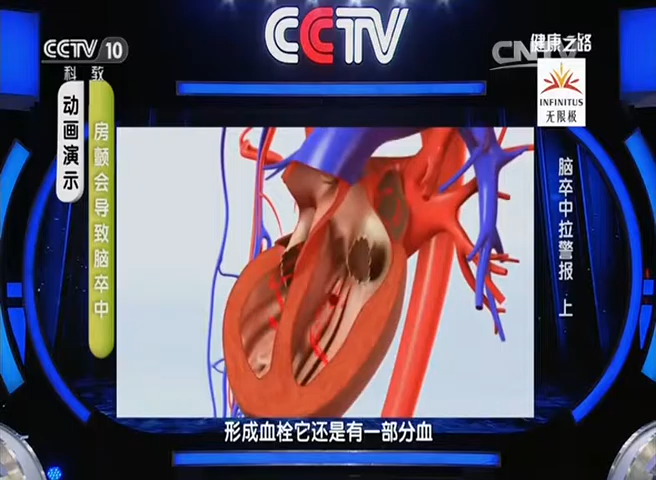 CCTV
CCTV 10
科教
CNTV
健康之路
INFINITUS
无限极
动画演示
房颤会导致脑卒中
脑卒中拉警报 上
形成血栓它还是有一部分血